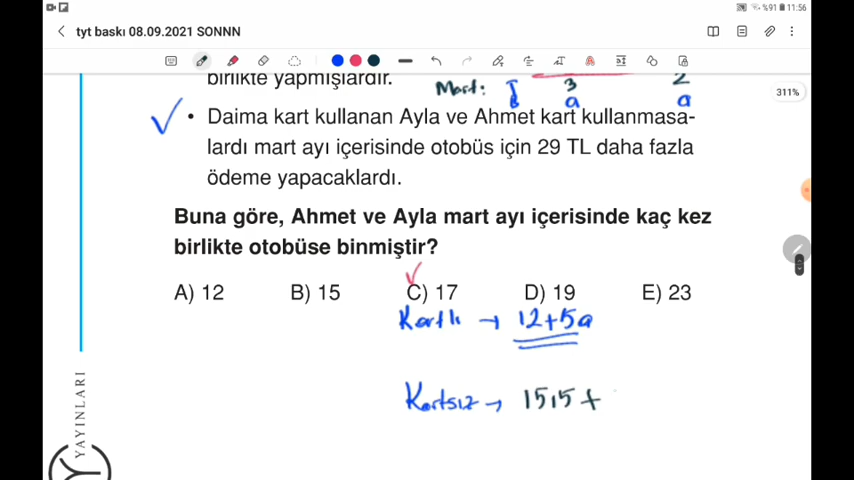 %91 11:56
tyt baskı 08.09.2021 SONNN
birlikte yapmışlardır.
Mart: 3 2
a a
311%
• Daima kart kullanan Ayla ve Ahmet kart kullanmasa-
lardı mart ayı içerisinde otobüs için 29 TL daha fazla
ödeme yapacaklardı.
Buna göre, Ahmet ve Ayla mart ayı içerisinde kaç kez
birlikte otobüse binmiştir?
A) 12 B) 15 C) 17 D) 19 E) 23
Kartlı → 12+5a
Kartsız → 15,5 +
YAYINLARI